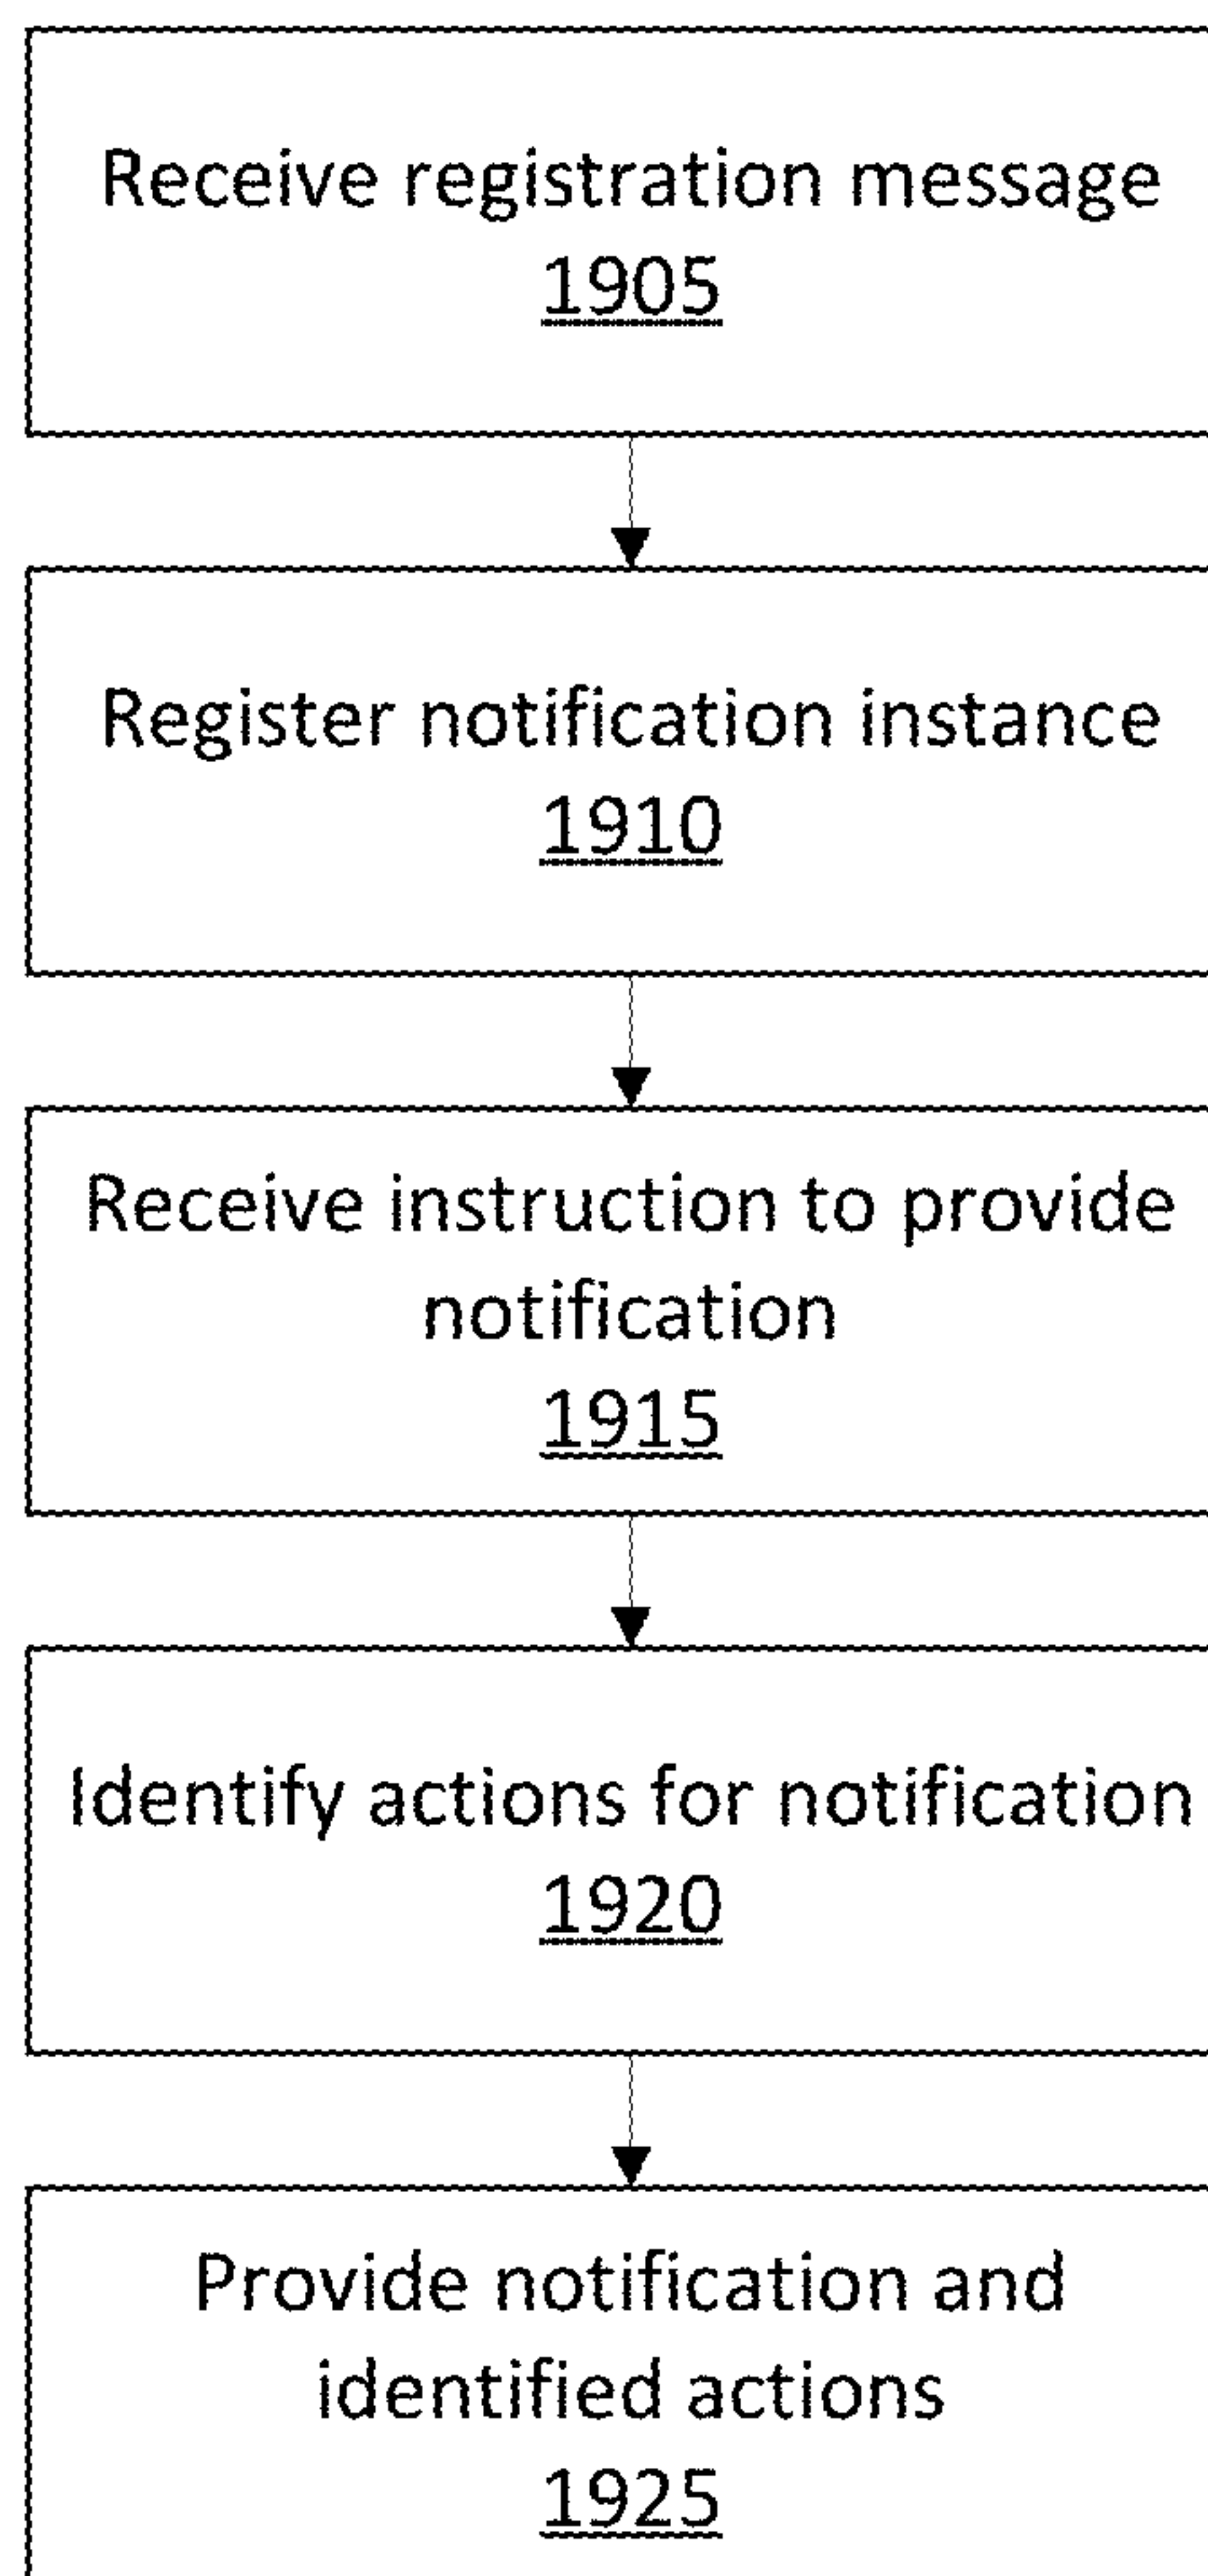 Receive registration message
1905
Register notification instance
1910
Receive instruction to provide
notification
1915
Identify actions for notification
1920
Provide notification and
identified actions
1925